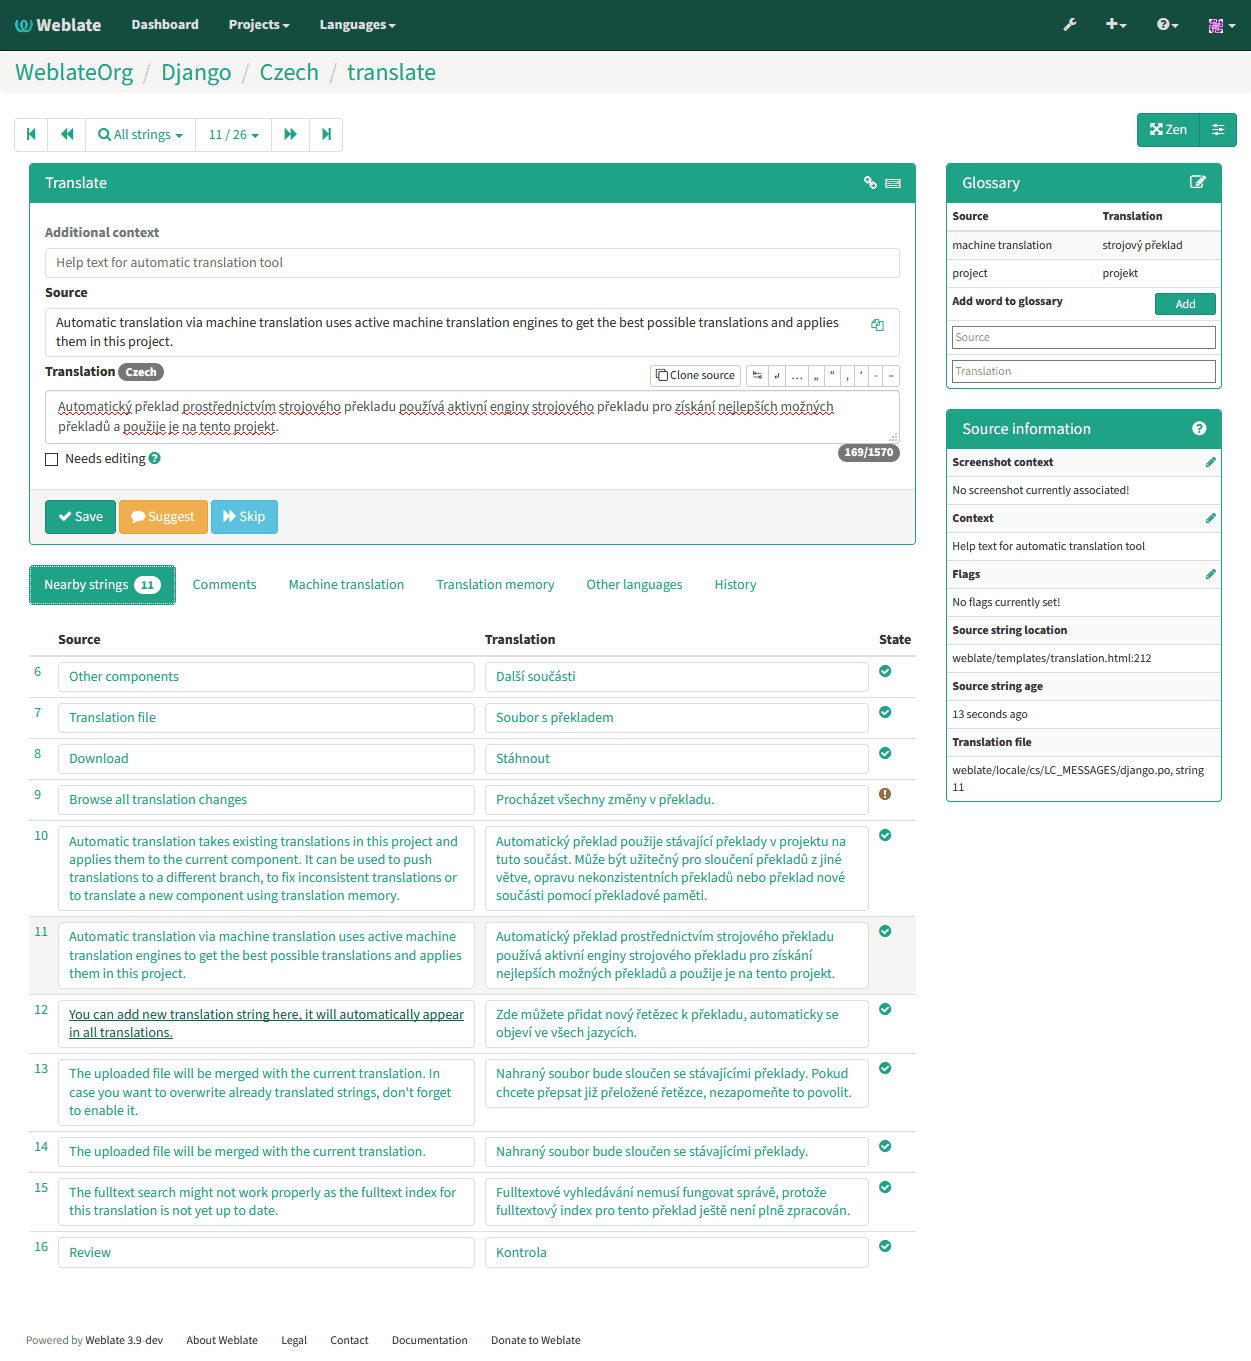 Weblate Dashboard Projects Languages
WeblateOrg / Django / Czech / translate
All strings 11 / 26 Zen
Translate
Additional context
Help text for automatic translation tool
Source
Automatic translation via machine translation uses active machine translation engines to get the best possible translations and applies
them in this project.
Translation Czech Clone source … „ “ ‚ ‘ - –
Automatický překlad prostřednictvím strojového překladu používá aktivní enginy strojového překladu pro získání nejlepších možných
překladů a použije je na tento projekt.
169/1570
Needs editing
Save Suggest Skip
Glossary
Source Translation
machine translation strojový překlad
project projekt
Add word to glossary Add
Source
Translation
Source information
Screenshot context
No screenshot currently associated!
Context
Help text for automatic translation tool
Flags
No flags currently set!
Source string location
weblate/templates/translation.html:212
Source string age
13 seconds ago
Translation file
weblate/locale/cs/LC_MESSAGES/django.po, string
11
Nearby strings 11 Comments Machine translation Translation memory Other languages History
Source Translation State
6 Other components Další součásti
7 Translation file Soubor s překladem
8 Download Stáhnout
9 Browse all translation changes Procházet všechny změny v překladu.
10 Automatic translation takes existing translations in this project and
applies them to the current component. It can be used to push
translations to a different branch, to fix inconsistent translations or
to translate a new component using translation memory.
Automatický překlad použije stávající překlady v projektu na
tuto součást. Může být užitečný pro sloučení překladů z jiné
větve, opravu nekonzistentních překladů nebo překlad nové
součásti pomocí překladové paměti.
11 Automatic translation via machine translation uses active machine
translation engines to get the best possible translations and applies
them in this project.
Automatický překlad prostřednictvím strojového překladu
používá aktivní enginy strojového překladu pro získání
nejlepších možných překladů a použije je na tento projekt.
12 You can add new translation string here, it will automatically appear
in all translations.
Zde můžete přidat nový řetězec k překladu, automaticky se
objeví ve všech jazycích.
13 The uploaded file will be merged with the current translation. In
case you want to overwrite already translated strings, don't forget
to enable it.
Nahraný soubor bude sloučen se stávajícími překlady. Pokud
chcete přepsat již přeložené řetězce, nezapomeňte to povolit.
14 The uploaded file will be merged with the current translation. Nahraný soubor bude sloučen se stávajícími překlady.
15 The fulltext search might not work properly as the fulltext index for
this translation is not yet up to date.
Fulltextové vyhledávání nemusí fungovat správě, protože
fulltextový index pro tento překlad ještě není plně zpracován.
16 Review Kontrola
Powered by Weblate 3.9-dev About Weblate Legal Contact Documentation Donate to Weblate